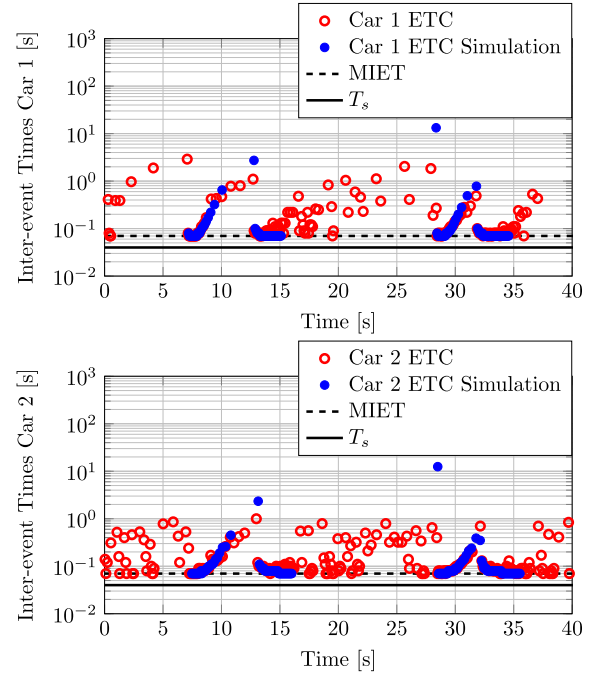 Car 1 ETC
Car 1 ETC Simulation
MIET
T_s
Inter-event Times Car 1 [s]
10^3
10^2
10^1
10^0
10^−1
10^−2
0 5 10 15 20 25 30 35 40
Time [s]
Car 2 ETC
Car 2 ETC Simulation
MIET
T_s
Inter-event Times Car 2 [s]
10^3
10^2
10^1
10^0
10^−1
10^−2
0 5 10 15 20 25 30 35 40
Time [s]